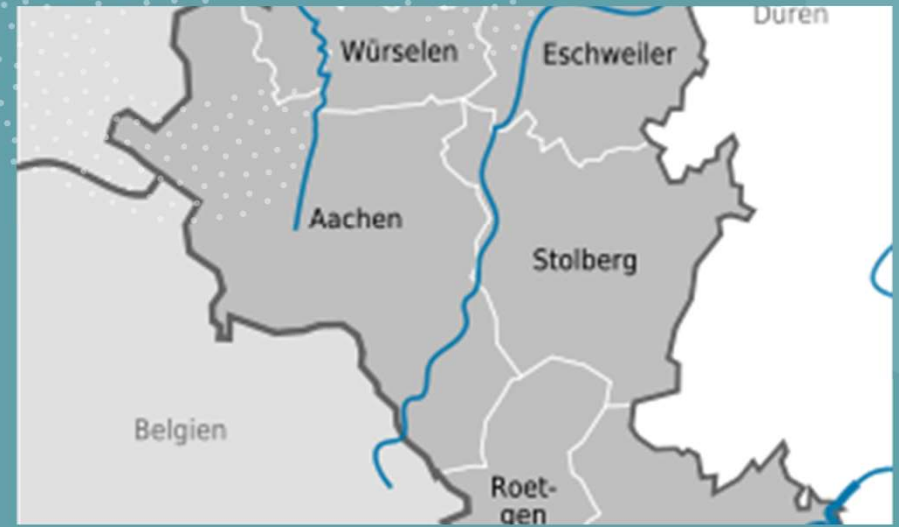 Düren
Würselen
Eschweiler
Aachen
Stolberg
Belgien
Roet-
gen